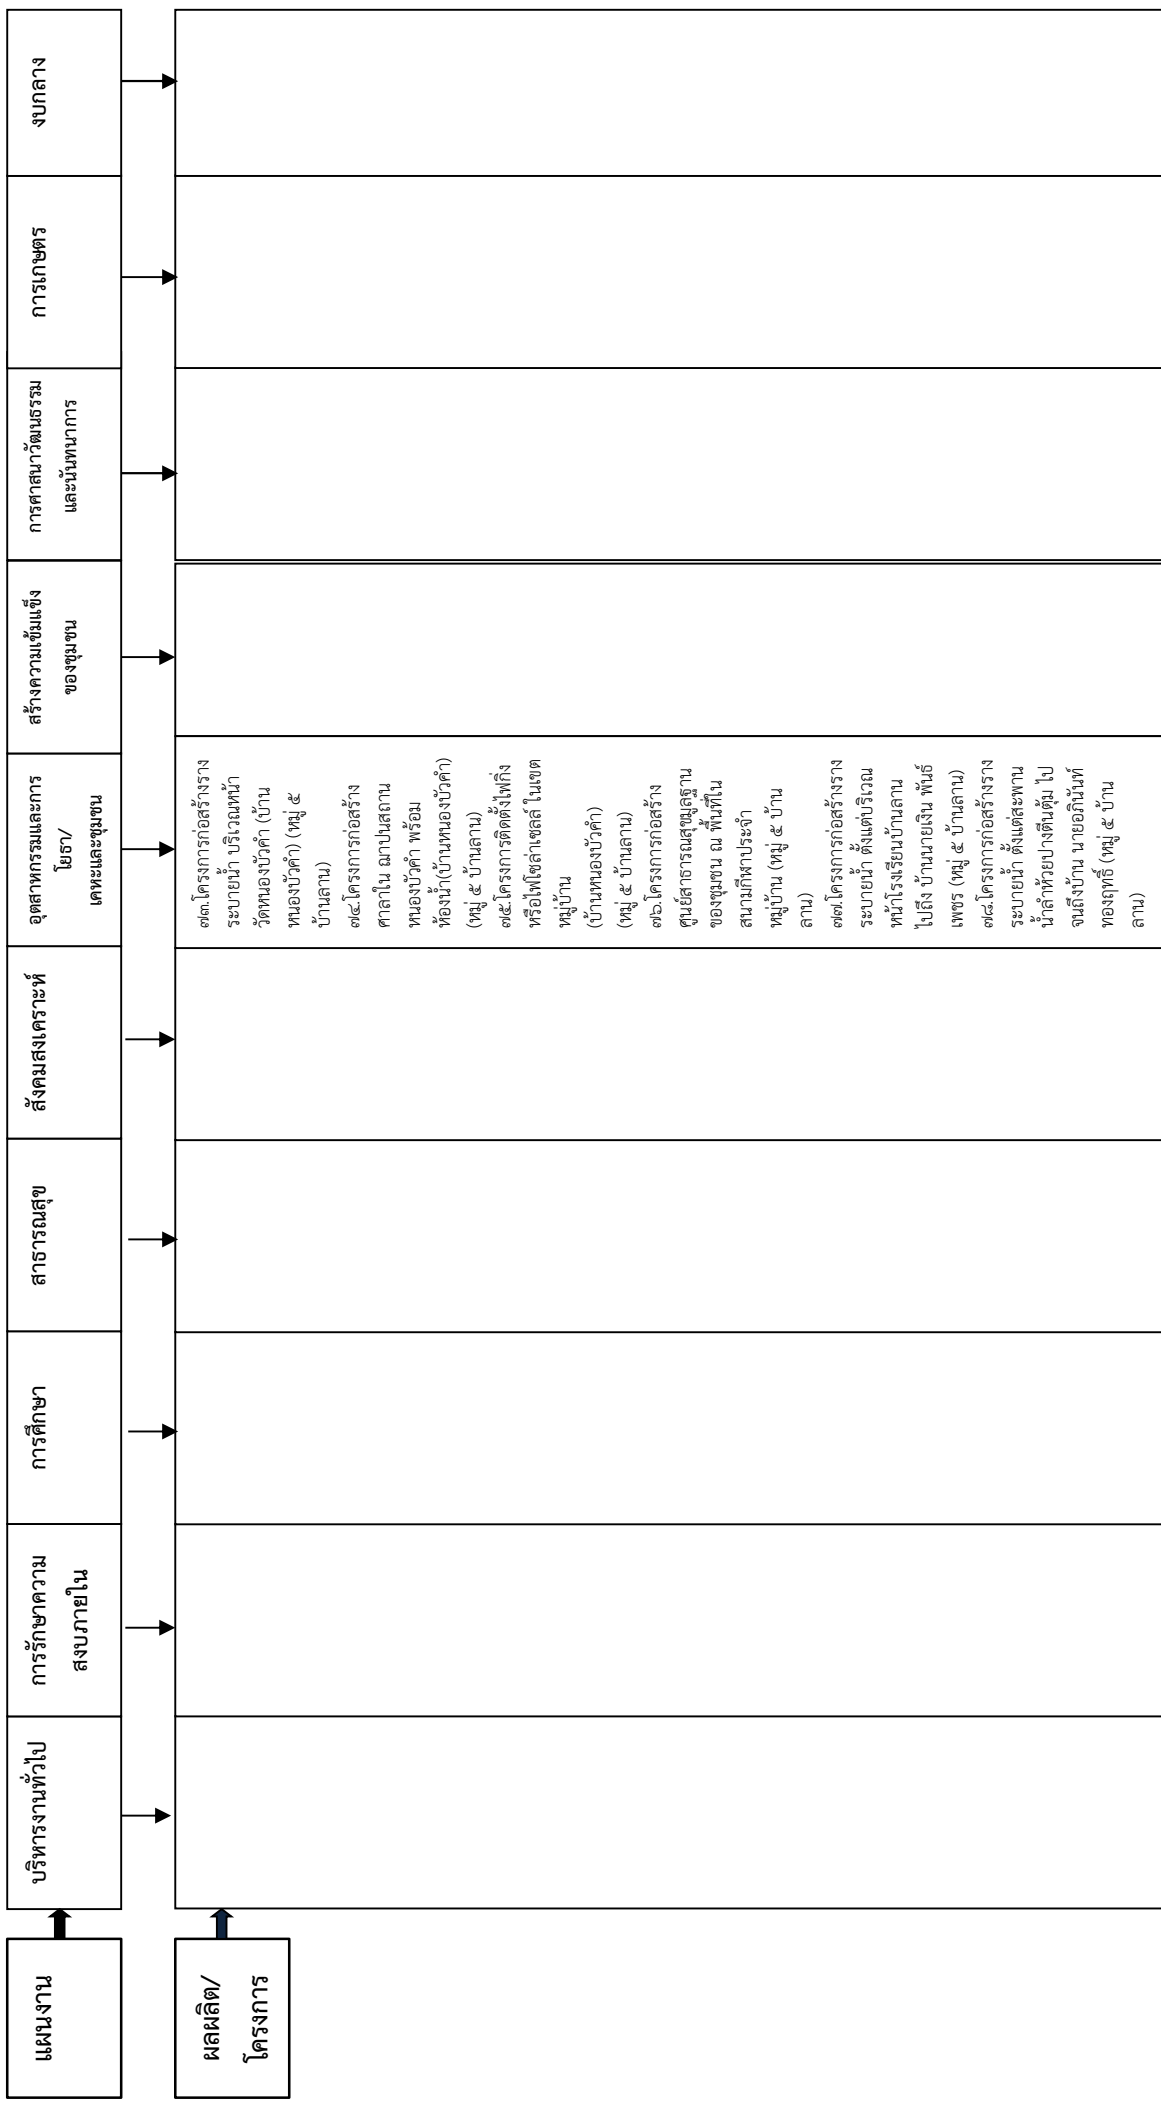 แผนงาน
บริหารงานทั่วไป
การรักษาความ
สงบภายใน
การศึกษา
สาธารณสุข
สังคมสงเคราะห์
อุตสาหกรรมและการ
โยธา/
เคหะและชุมชน
สร้างความเข้มแข็ง
ของชุมชน
การศาสนาวัฒนธรรม
และนันทนาการ
การเกษตร
งบกลาง
ผลผลิต/
โครงการ
๗๓.โครงการก่อสร้างราง
ระบายน้ำ บริเวณหน้า
วัดหนองบัวคำ (บ้าน
หนองบัวคำ) (หมู่ ๕
บ้านลาน)
๗๔.โครงการก่อสร้าง
ศาลาใน ฌาปนสถาน
หนองบัวคำ พร้อม
ห้องน้ำ(บ้านหนองบัวคำ)
(หมู่ ๕ บ้านลาน)
๗๕.โครงการติดตั้งไฟกิ่ง
หรือไฟโซล่าเซลล์ ในเขต
หมู่บ้าน
(บ้านหนองบัวคำ)
(หมู่ ๕ บ้านลาน)
๗๖.โครงการก่อสร้าง
ศูนย์สาธารณสุขมูลฐาน
ของชุมชน ณ พื้นที่ใน
สนามกีฬาประจำ
หมู่บ้าน (หมู่ ๕ บ้าน
ลาน)
๗๗.โครงการก่อสร้างราง
ระบายน้ำ ตั้งแต่บริเวณ
หน้าโรงเรียนบ้านลาน
ไปถึง บ้านนายเงิน พันธ์
เพชร (หมู่ ๕ บ้านลาน)
๗๘.โครงการก่อสร้างราง
ระบายน้ำ ตั้งแต่สะพาน
น้ำลำห้วยปางตีนตุ้ม ไป
จนถึงบ้าน นายอภินันท์
ทองฤทธิ์ (หมู่ ๕ บ้าน
ลาน)